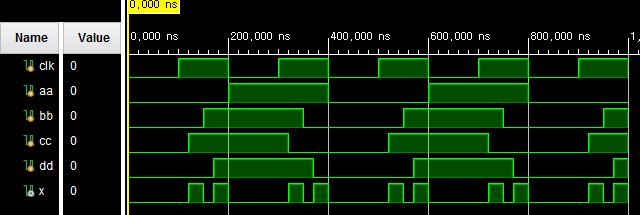 0,000 ns
Name Value 0,000 ns 200,000 ns 400,000 ns 600,000 ns 800,000 ns 1,
clk 0
aa 0
bb 0
cc 0
dd 0
x 0